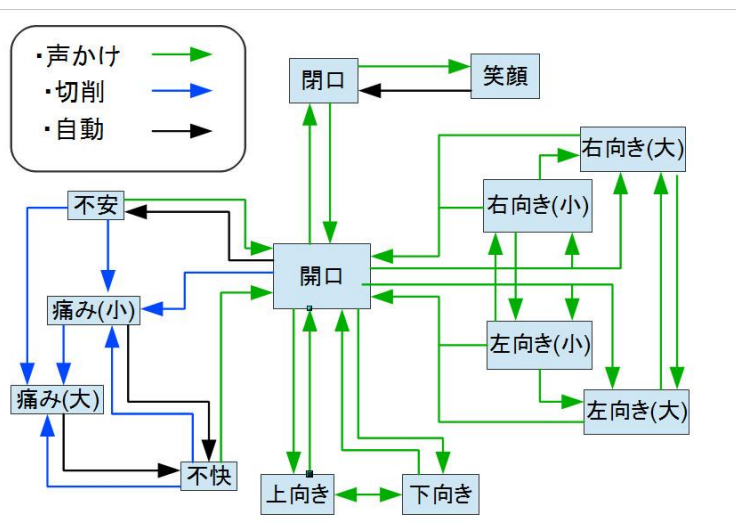 ・声かけ
・切削
・自動
閉口
笑顔
右向き(大)
不安
右向き(小)
開口
痛み(小)
左向き(小)
痛み(大)
左向き(大)
不快
上向き
下向き